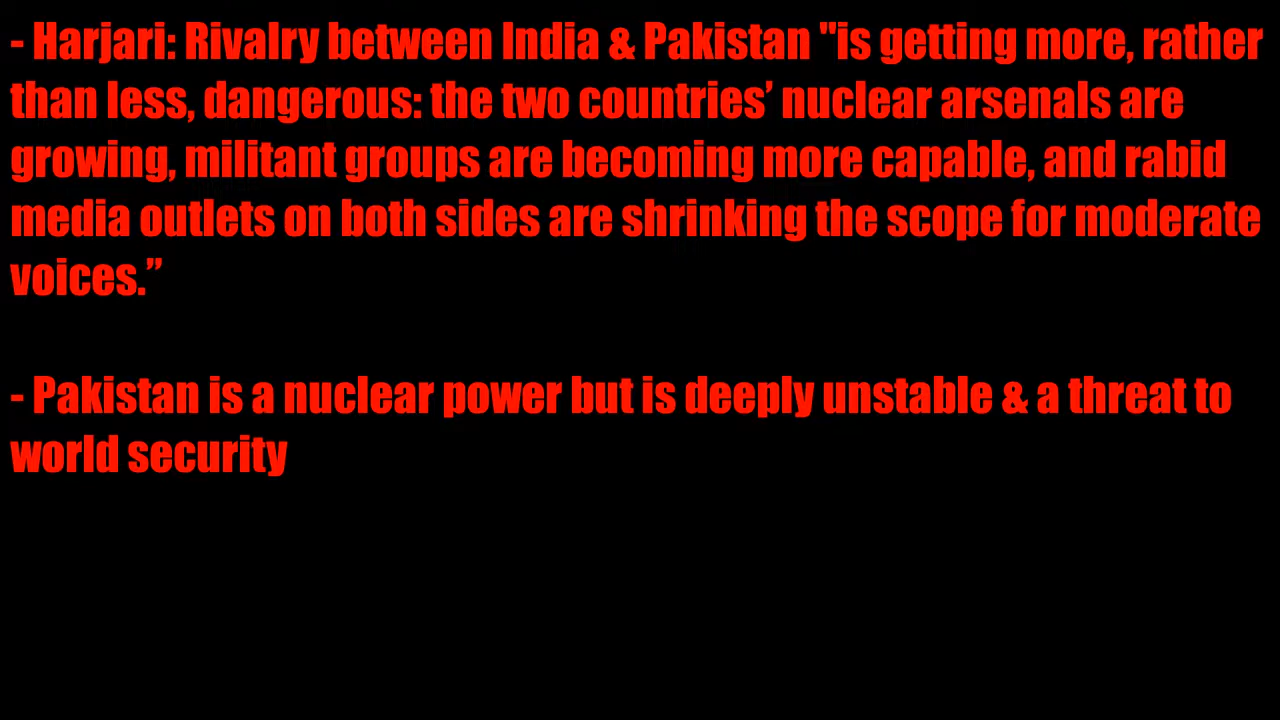 - Harjari: Rivalry between India & Pakistan "is getting more, rather
than less, dangerous: the two countries’ nuclear arsenals are
growing, militant groups are becoming more capable, and rabid
media outlets on both sides are shrinking the scope for moderate
voices.”
- Pakistan is a nuclear power but is deeply unstable & a threat to
world security